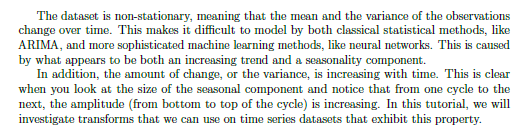 The dataset is non-stationary, meaning that the mean and the variance of the observations
change over time. This makes it difficult to model by both classical statistical methods, like
ARIMA, and more sophisticated machine learning methods, like neural networks. This is caused
by what appears to be both an increasing trend and a seasonality component.
In addition, the amount of change, or the variance, is increasing with time. This is clear
when you look at the size of the seasonal component and notice that from one cycle to the
next, the amplitude (from bottom to top of the cycle) is increasing. In this tutorial, we will
investigate transforms that we can use on time series datasets that exhibit this property.